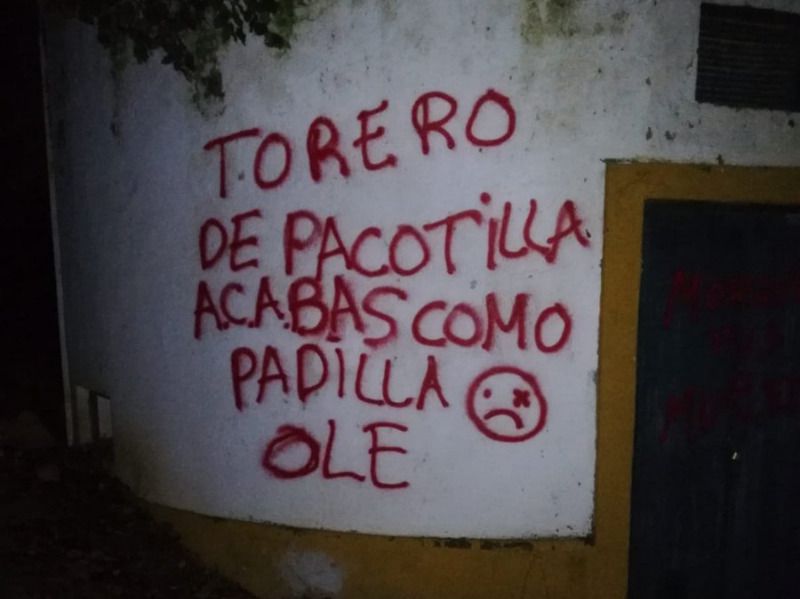 TORERO
DE PACOTiLLA
A.C.A.BAS COMO
PADILLA
OLE